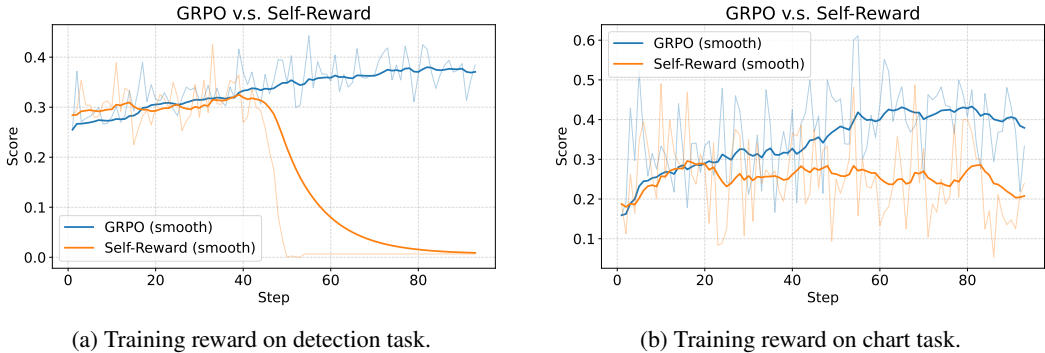 GRPO v.s. Self-Reward
Score
0.4
0.3
0.2
0.1
0.0
GRPO (smooth)
Self-Reward (smooth)
0 20 40 60 80
Step
(a) Training reward on detection task.
GRPO v.s. Self-Reward
Score
0.6
0.5
0.4
0.3
0.2
0.1
GRPO (smooth)
Self-Reward (smooth)
0 20 40 60 80
Step
(b) Training reward on chart task.